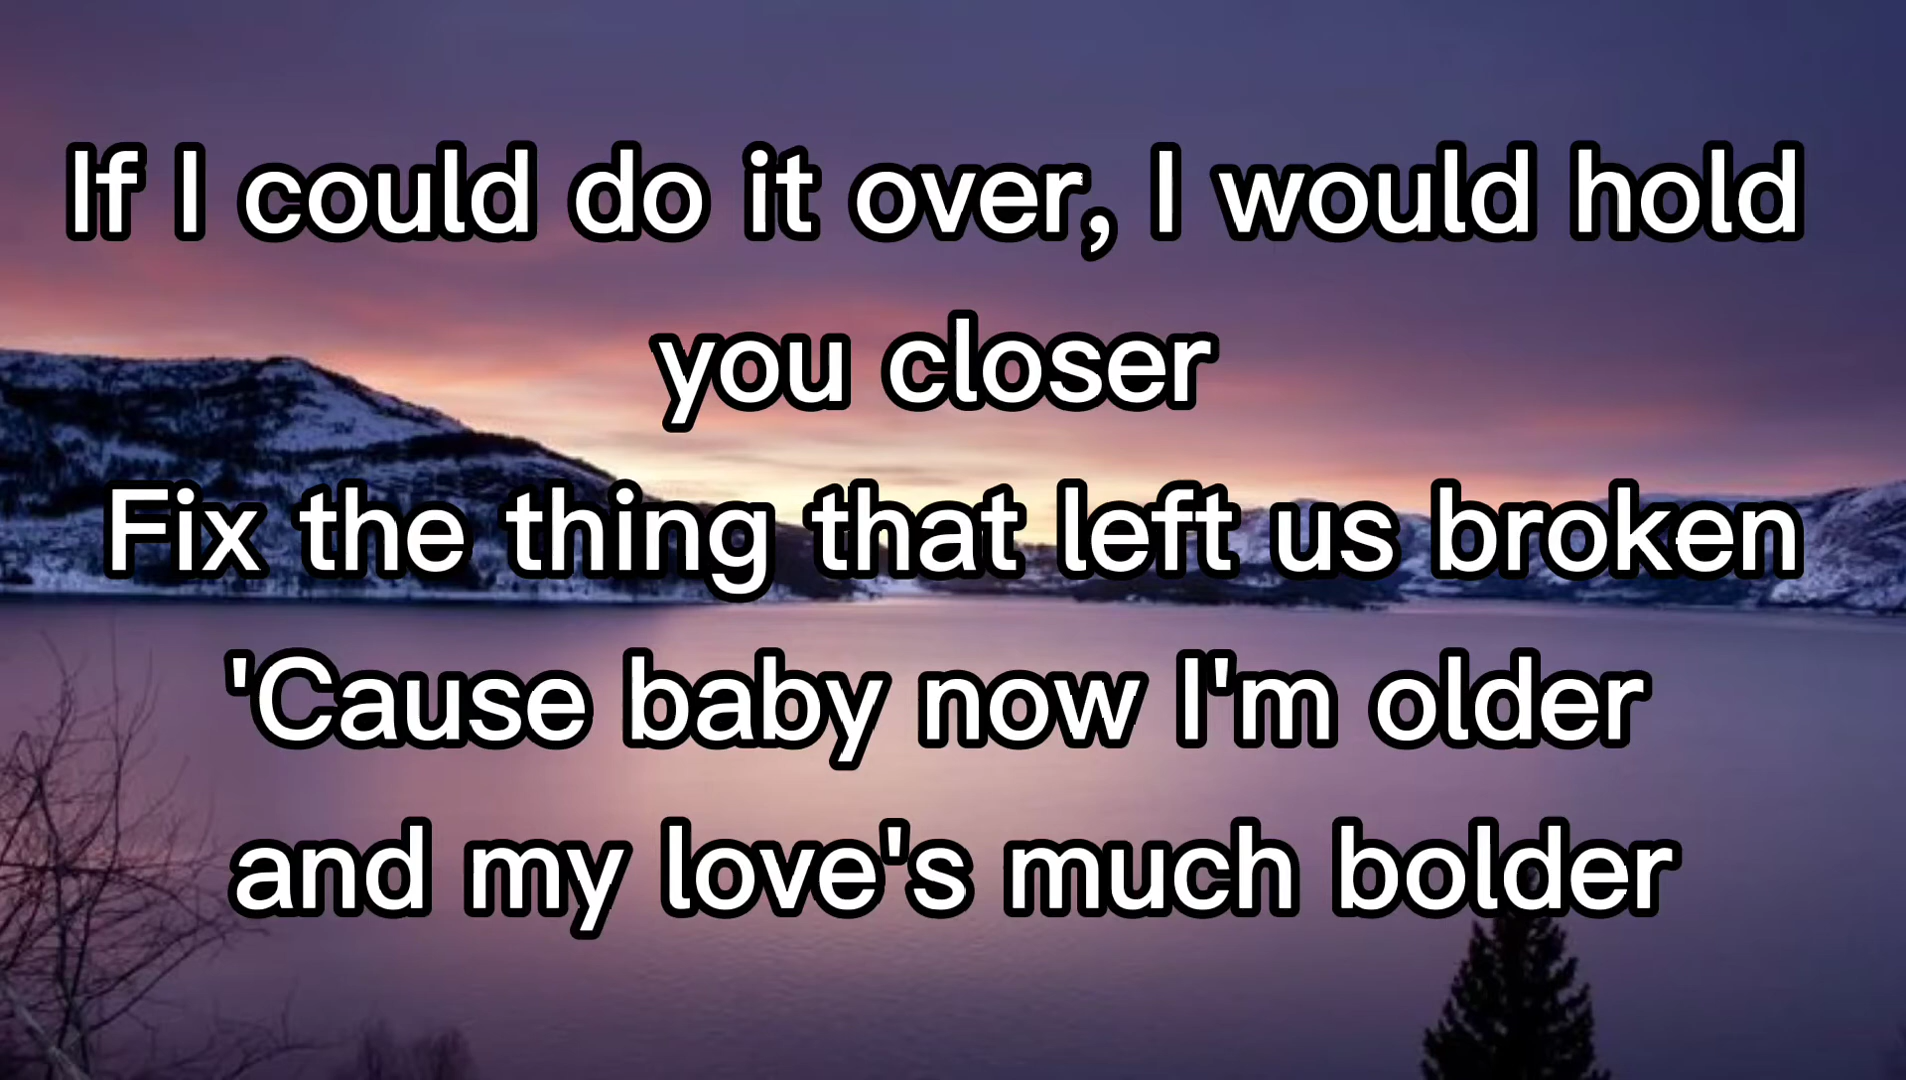 If I could do it over, I would hold
you closer
Fix the thing that left us broken
'Cause baby now I'm older
and my love's much bolder